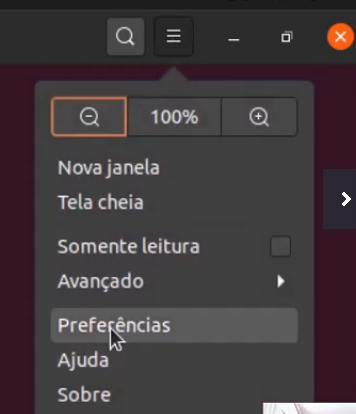 100%
Nova janela
Tela cheia
Somente leitura
Avançado
Preferências
Ajuda
Sobre